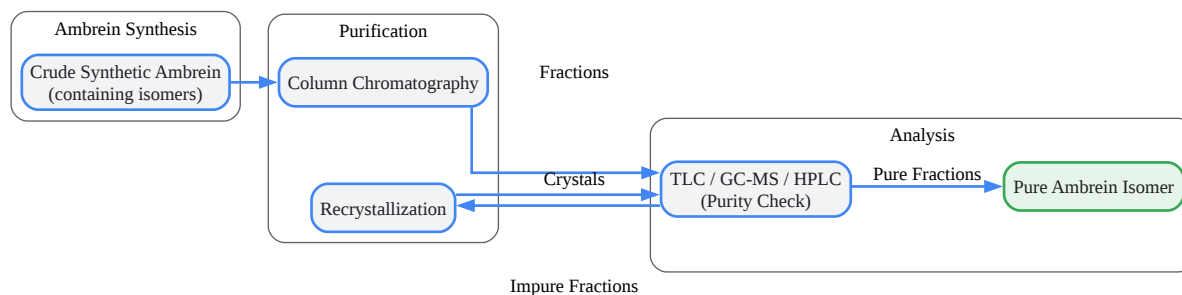 Ambrein Synthesis
Crude Synthetic Ambrein
(containing isomers)
Purification
Column Chromatography
Recrystallization
Fractions
Crystals
Impure Fractions
Analysis
TLC / GC-MS / HPLC
(Purity Check)
Pure Fractions
Pure Ambrein Isomer